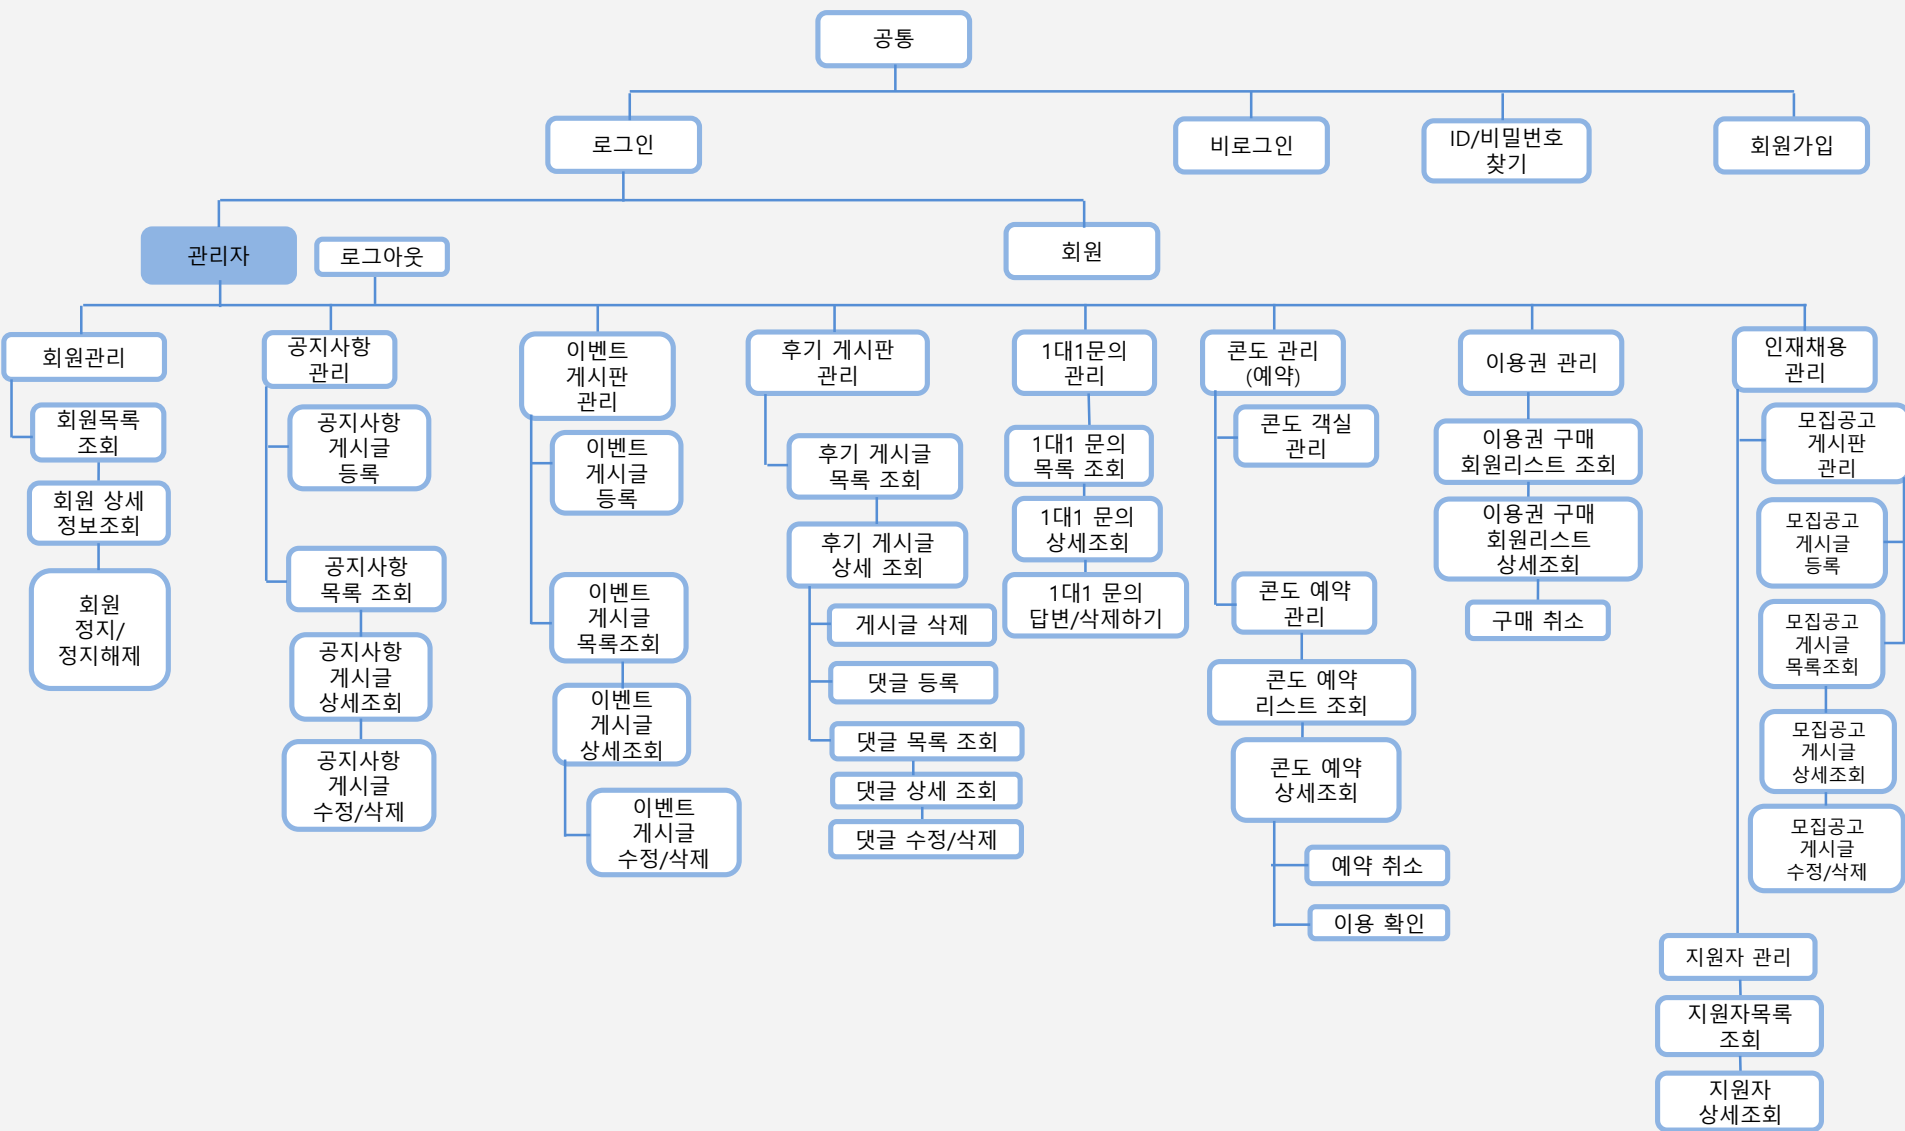 공통
로그인
비로그인
ID/비밀번호
찾기
회원가입
관리자
로그아웃
회원
회원관리
회원목록
조회
회원 상세
정보조회
회원
정지/
정지해제
공지사항
관리
공지사항
게시글
등록
공지사항
목록 조회
공지사항
게시글
상세조회
공지사항
게시글
수정/삭제
이벤트
게시판
관리
이벤트
게시글
등록
이벤트
게시글
목록조회
이벤트
게시글
상세조회
이벤트
게시글
수정/삭제
후기 게시판
관리
후기 게시글
목록 조회
후기 게시글
상세 조회
게시글 삭제
댓글 등록
댓글 목록 조회
댓글 상세 조회
댓글 수정/삭제
1대1문의
관리
1대1 문의
목록 조회
1대1 문의
상세조회
1대1 문의
답변/삭제하기
콘도 관리
(예약)
콘도 객실
관리
콘도 예약
관리
콘도 예약
리스트 조회
콘도 예약
상세조회
예약 취소
이용 확인
이용권 관리
이용권 구매
회원리스트 조회
이용권 구매
회원리스트
상세조회
구매 취소
인재채용
관리
모집공고
게시판
관리
모집공고
게시글
등록
모집공고
게시글
목록조회
모집공고
게시글
상세조회
모집공고
게시글
수정/삭제
지원자 관리
지원자목록
조회
지원자
상세조회